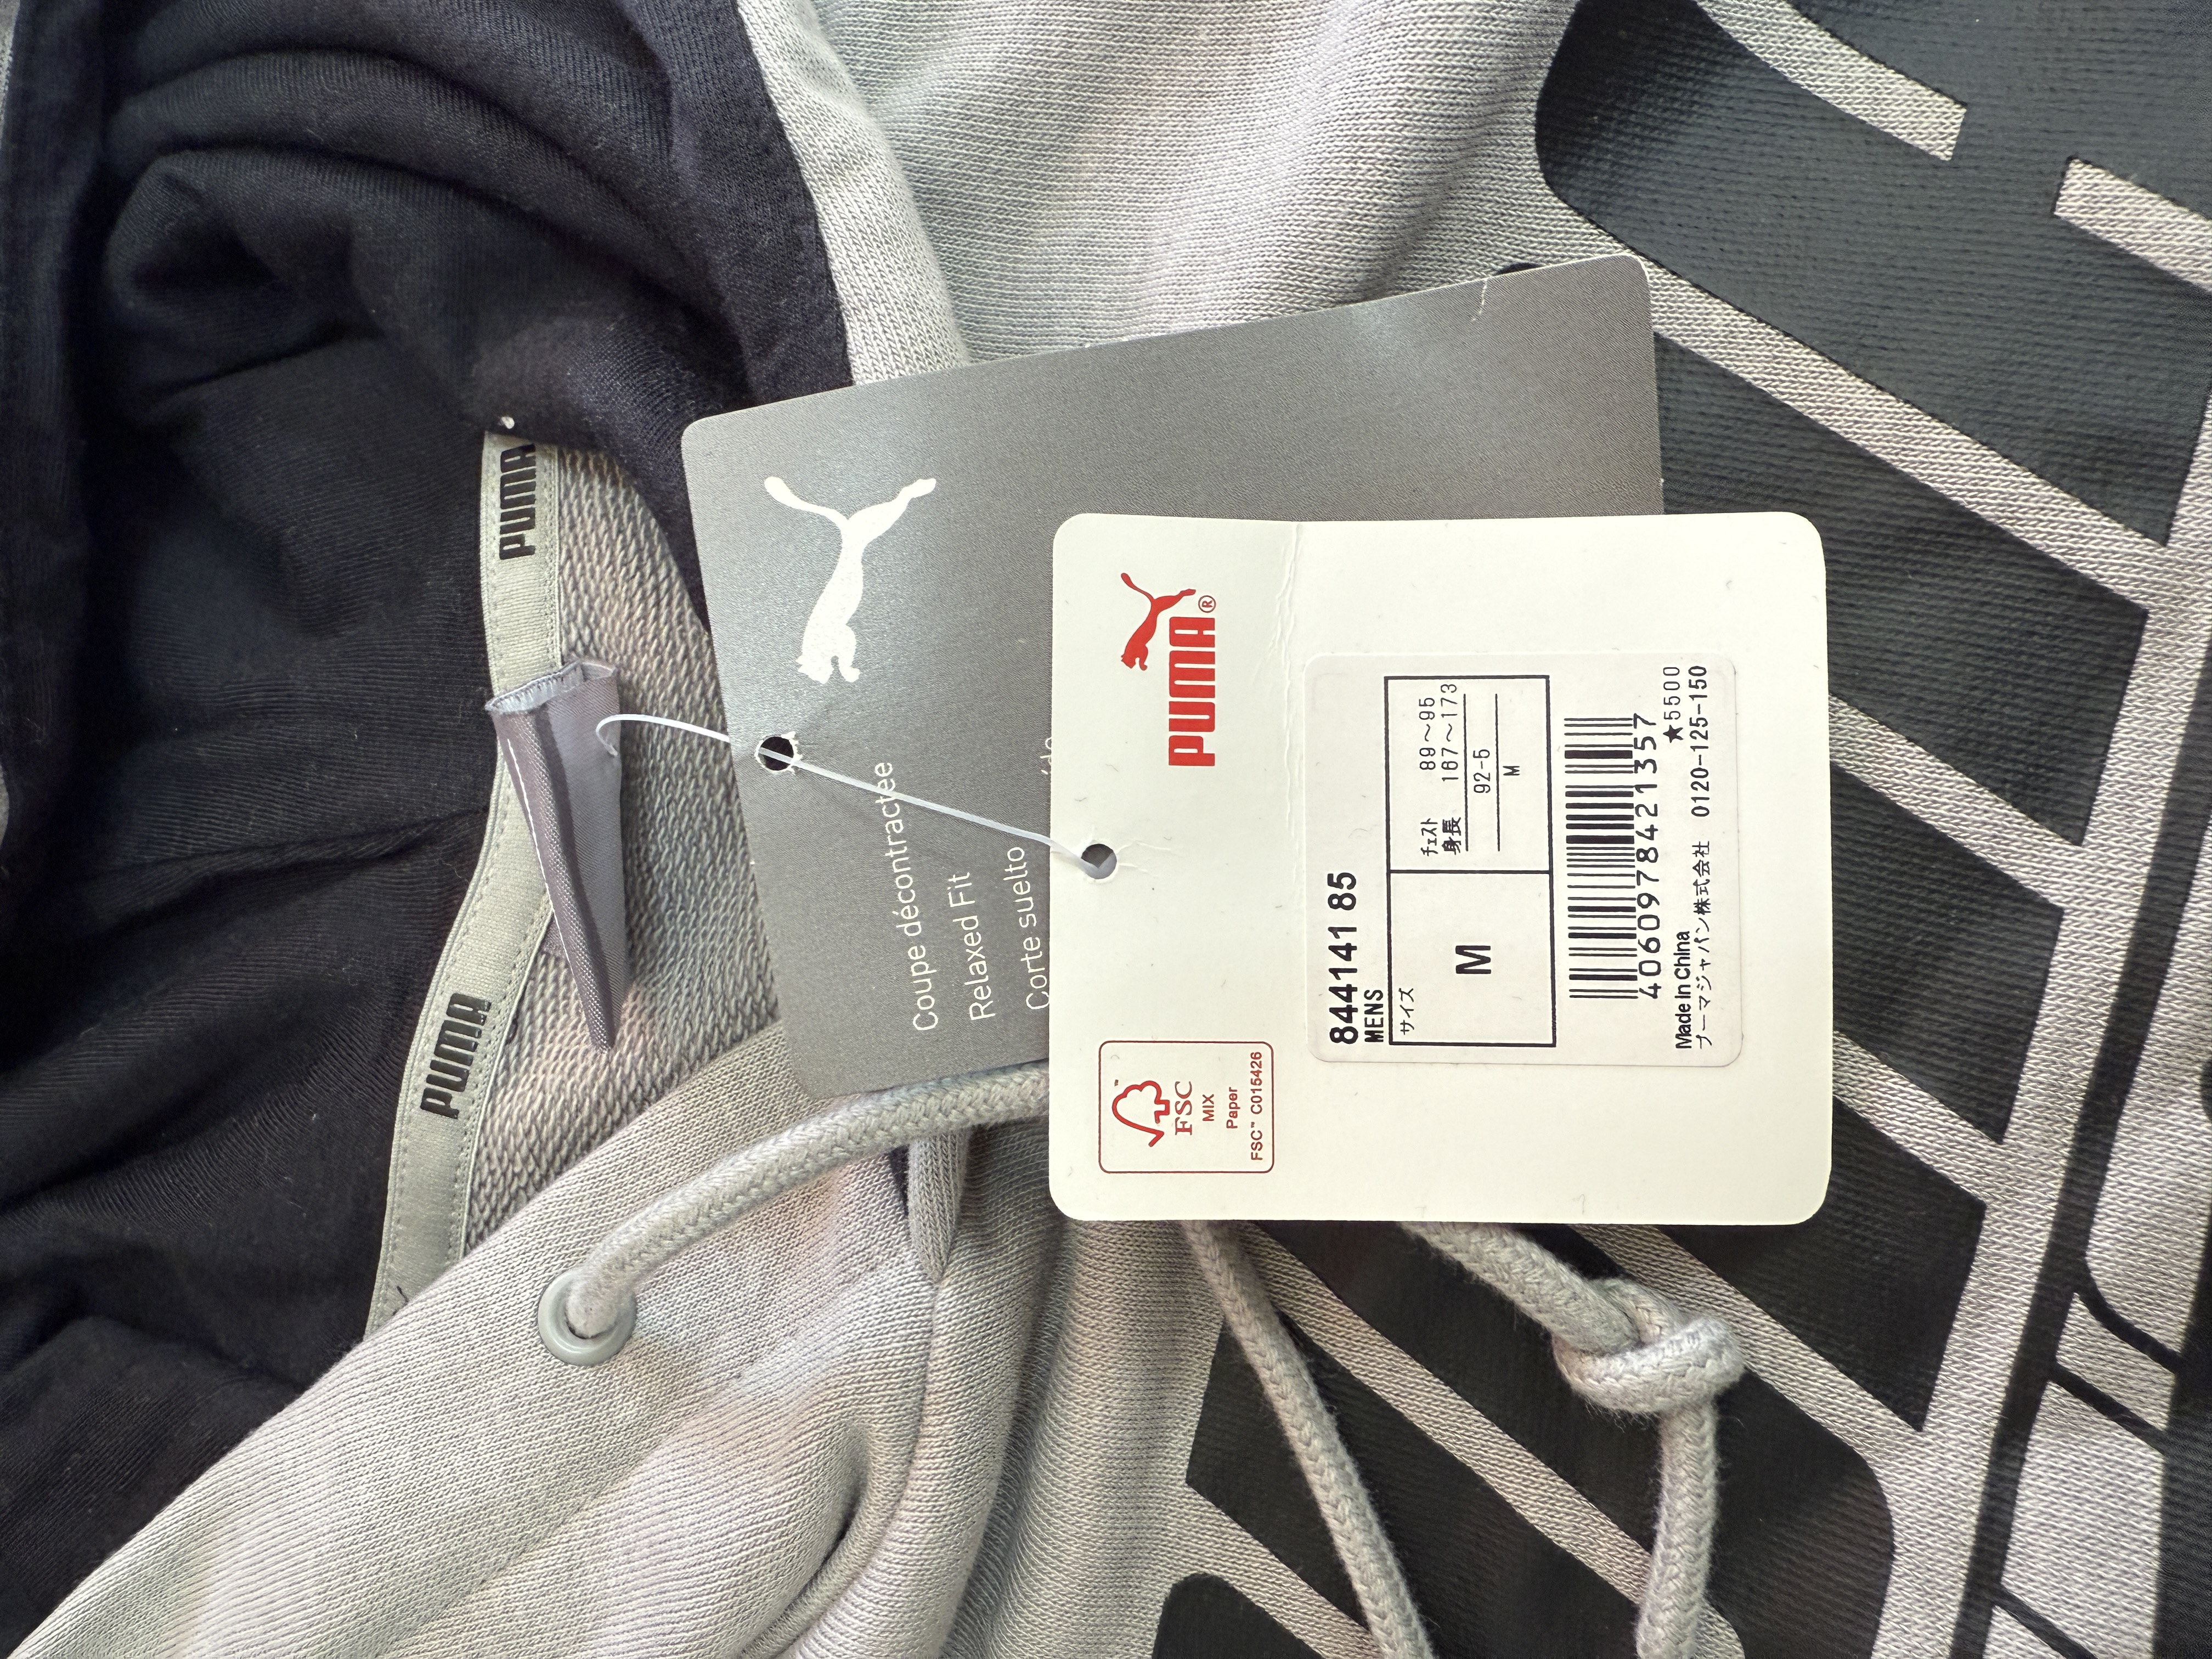 PUMA
PUMA
Coupe décontractée
Relaxed Fit
Corte suelto
PUMA®
FSC™
MIX
Paper
FSC™ C015426
844141 85
MENS
サイズ
M
チェスト 89～95
身長 167～173
92-5
M
4060978421357
★5500
Made In China
プーマジャパン株式会社 0120-125-150